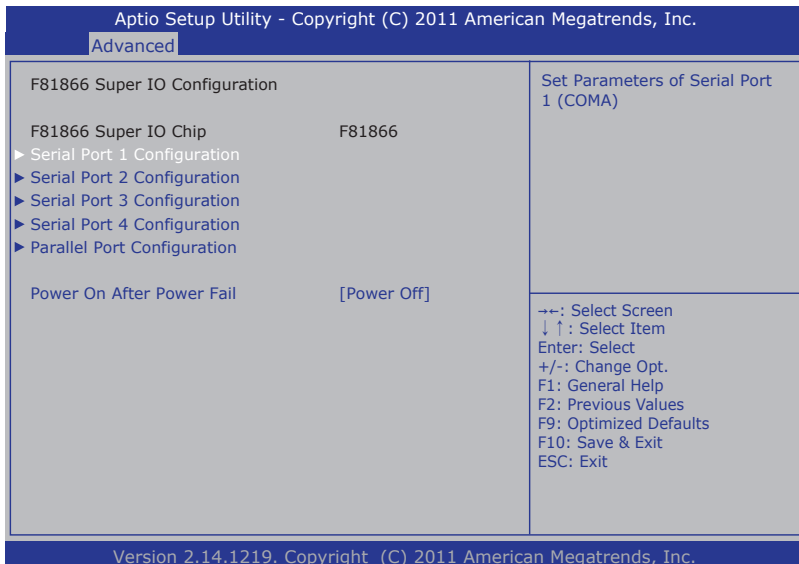 Aptio Setup Utility - Copyright (C) 2011 American Megatrends, Inc.
Advanced
F81866 Super IO Configuration
F81866 Super IO Chip F81866
► Serial Port 1 Configuration
► Serial Port 2 Configuration
► Serial Port 3 Configuration
► Serial Port 4 Configuration
► Parallel Port Configuration
Power On After Power Fail [Power Off]
Set Parameters of Serial Port
1 (COMA)
→←: Select Screen
↓↑: Select Item
Enter: Select
+/-: Change Opt.
F1: General Help
F2: Previous Values
F9: Optimized Defaults
F10: Save & Exit
ESC: Exit
Version 2.14.1219. Copyright (C) 2011 American Megatrends, Inc.